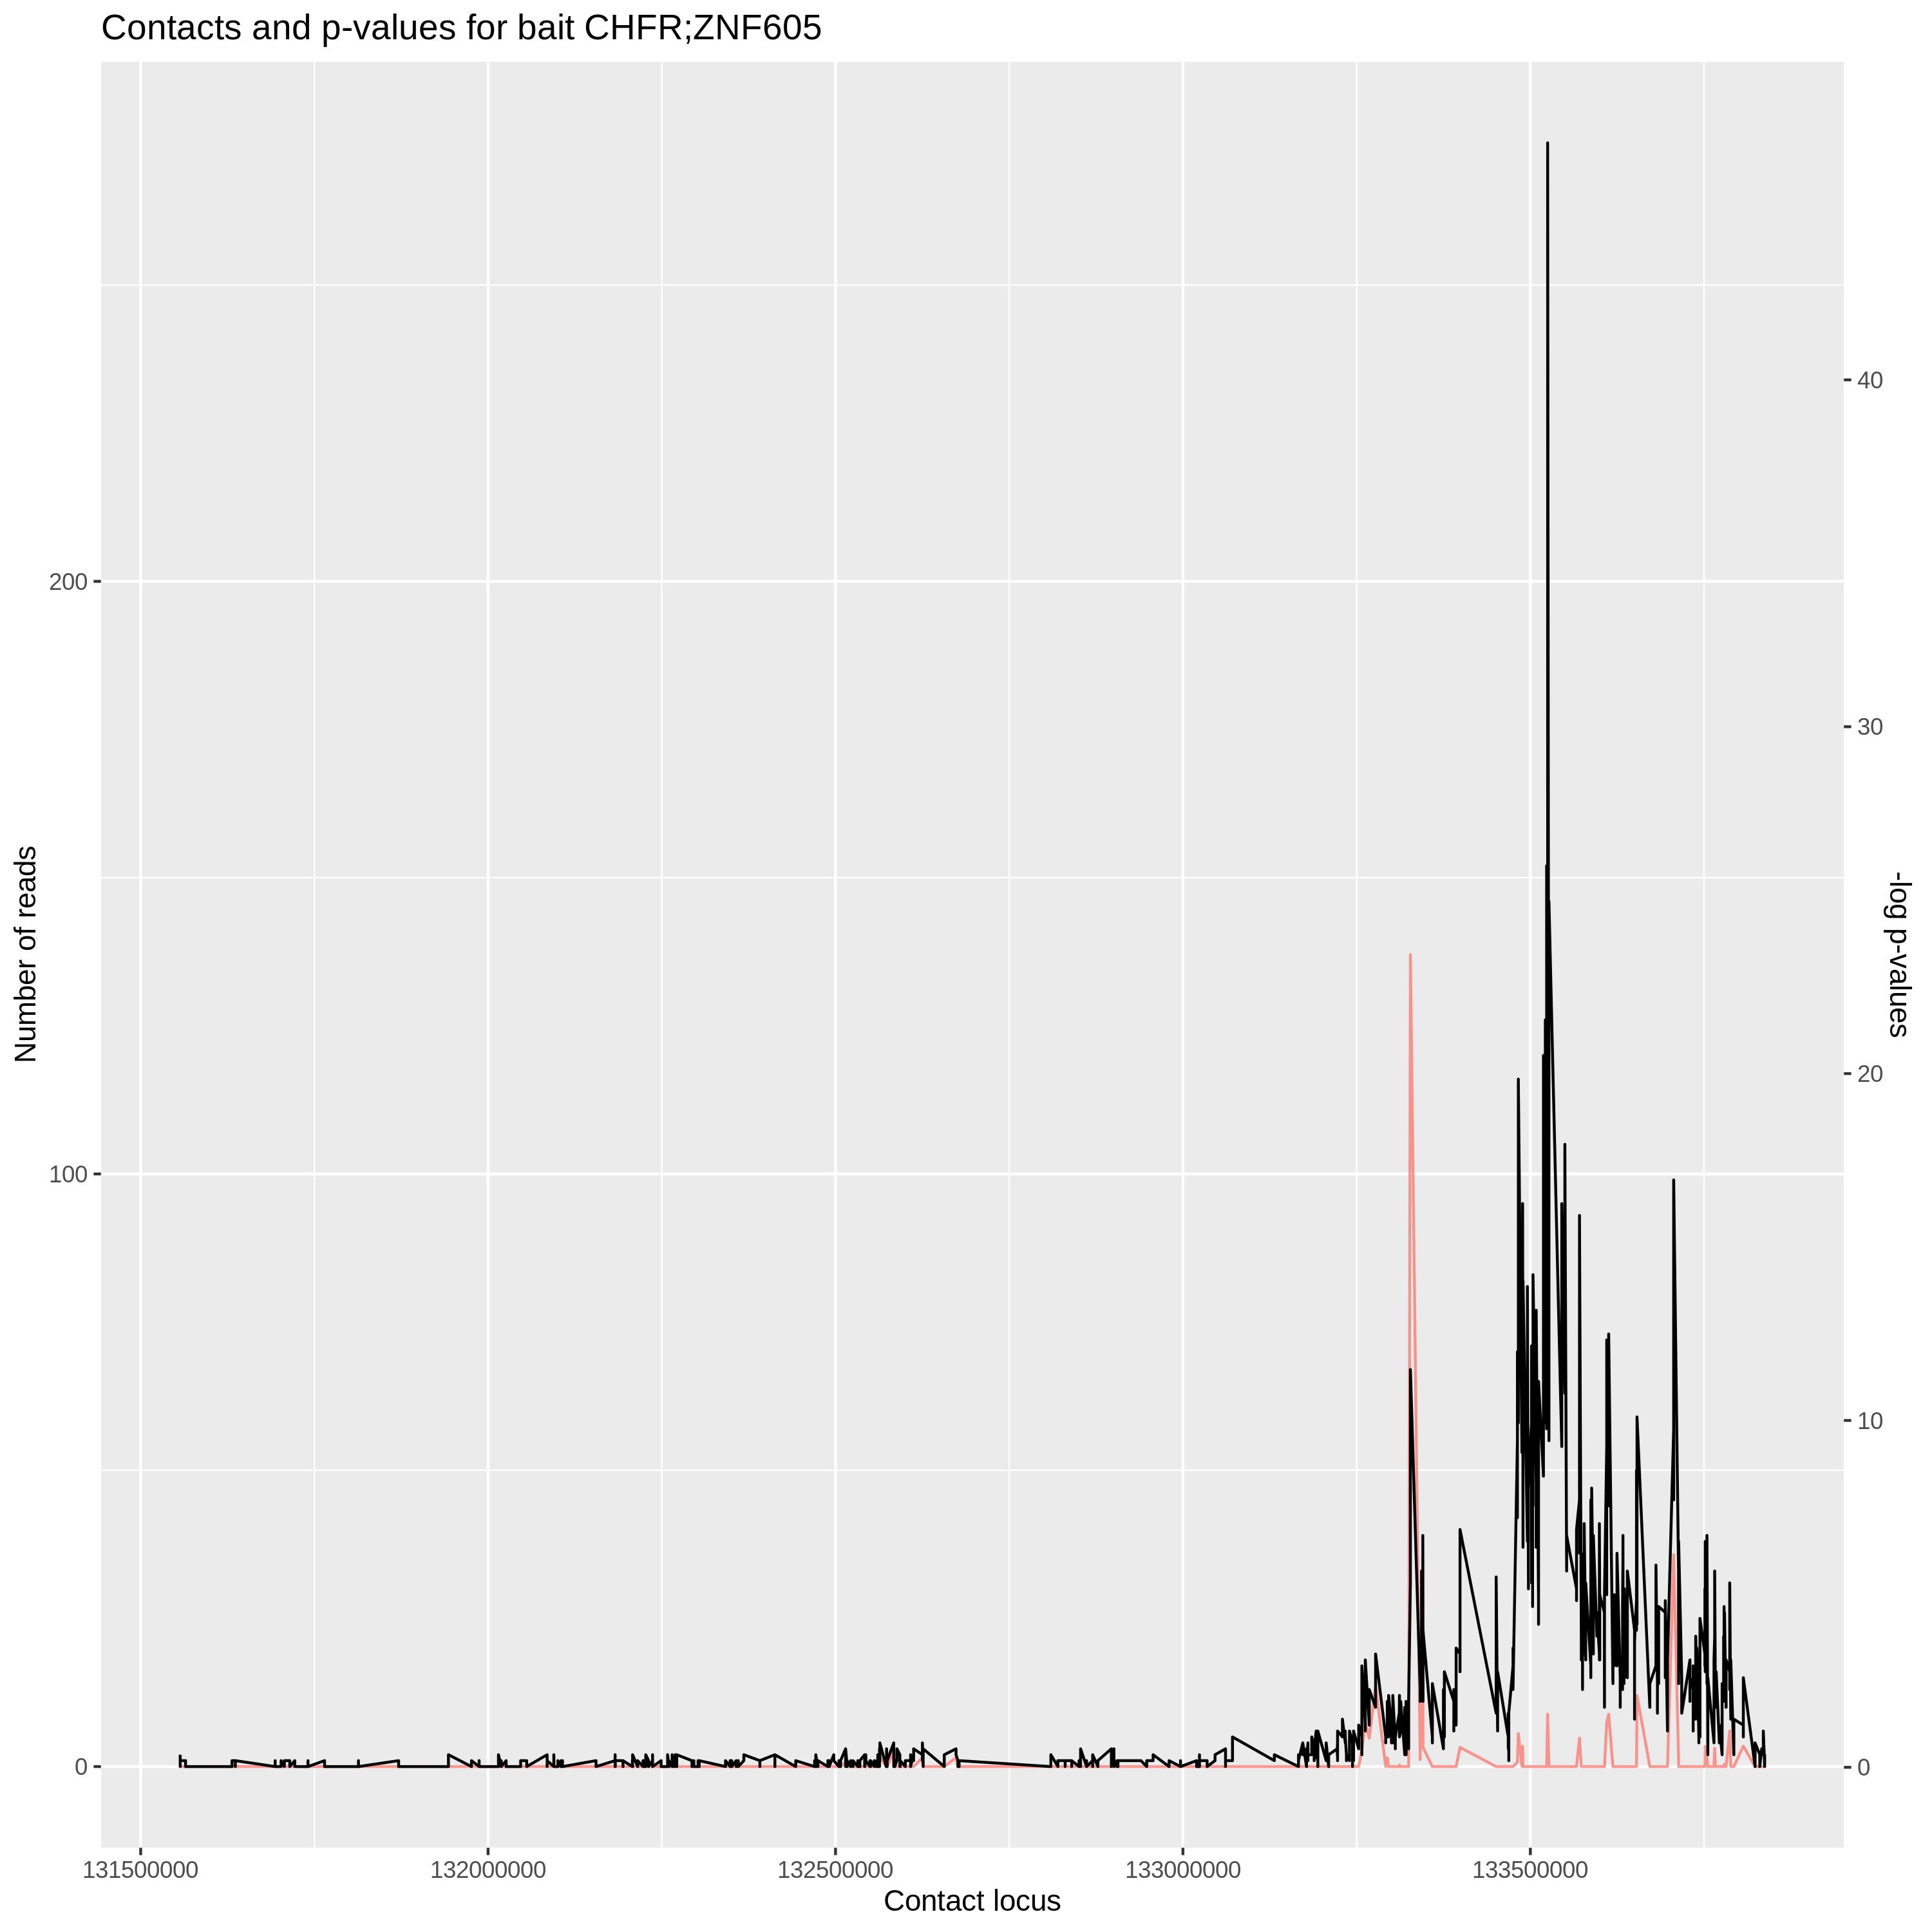 Contacts and p-values for bait CHFR;ZNF605
Number of reads
200
100
0
40
30
20
10
0
-log p-values
131500000 132000000 132500000 133000000 133500000
Contact locus